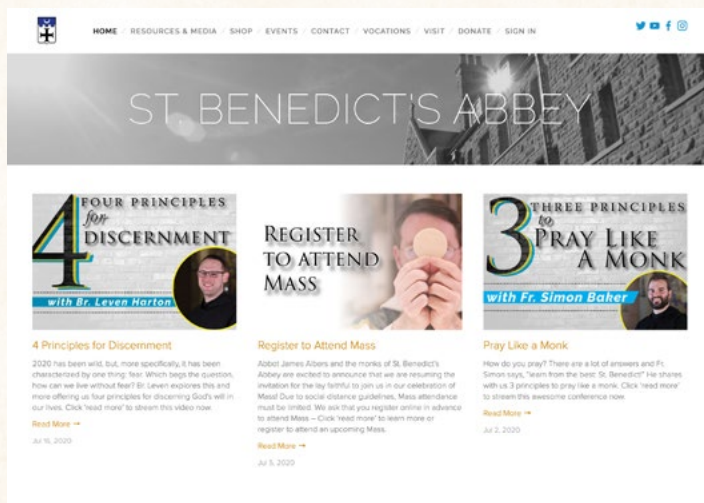 HOME / RESOURCES & MEDIA / SHOP / EVENTS / CONTACT / VOCATIONS / VISIT / DONATE / SIGN IN
ST. BENEDICT'S ABBEY
4 FOUR PRINCIPLES
for
DISCERNMENT
with Br. Leven Harton
REGISTER
TO ATTEND
MASS
3 THREE PRINCIPLES
to
PRAY LIKE
A MONK
with Fr. Simon Baker
4 Principles for Discernment
2020 has been wild, but, more specifically, it has been
characterized by one thing: fear. Which begs the question,
how can we live without fear? Br. Leven explores this and
more offering us four principles for discerning God's will in
our lives. Click 'read more' to stream this video now.
Read More →
Jul 16, 2020
Register to Attend Mass
Abbot James Albers and the monks of St. Benedict's
Abbey are excited to announce that we are resuming the
invitation for the lay faithful to join us in our celebration of
Mass! Due to social distance guidelines, Mass attendance
must be limited. We ask that you register online in advance
to attend Mass – Click 'read more' to learn more or
register to attend an upcoming Mass.
Read More →
Jul 3, 2020
Pray Like a Monk
How do you pray? There are a lot of answers and Fr.
Simon says, "learn from the best: St. Benedict!" He shares
with us 3 principles to pray like a monk. Click 'read more'
to stream this awesome conference now.
Read More →
Jul 2, 2020